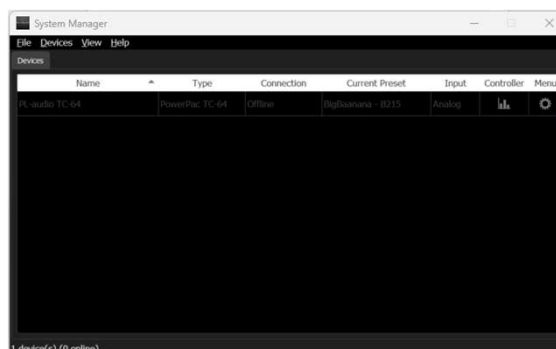 System Manager
File Devices View Help
Devices
Name Type Connection Current Preset Input Controller Menu
PL-audio TC-64 PowerPac TC-64 Offline BigBaanana - B215 Analog
1 device(s) (0 online)